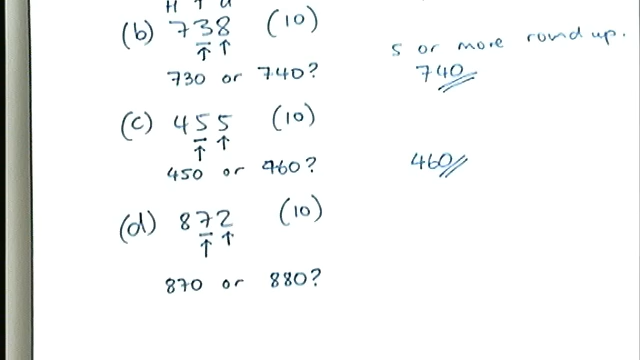 H T U
(b) 738 (10)
5 or more round up.
730 or 740? 740
(c) 455 (10)
450 or 460? 460
(d) 872 (10)
870 or 880?